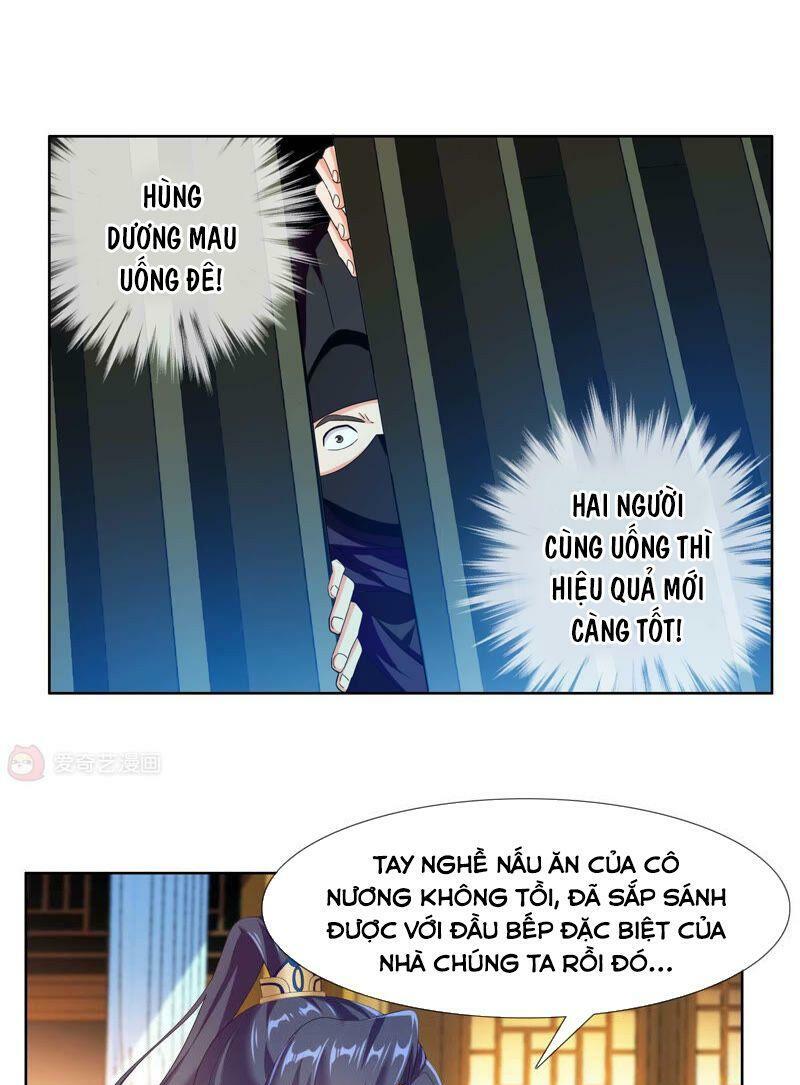 HÙNG
DƯƠNG MAU
UỐNG ĐÊ!
HAI NGƯỜI
CÙNG UỐNG THÌ
HIỆU QUẢ MỚI
CÀNG TỐT!
爱奇艺漫画
TAY NGHỀ NẤU ĂN CỦA CÔ
NƯƠNG KHÔNG TỒI, ĐÃ SẮP SÁNH
ĐƯỢC VỚI ĐẦU BẾP ĐẶC BIỆT CỦA
NHÀ CHÚNG TA RỒI ĐÓ...